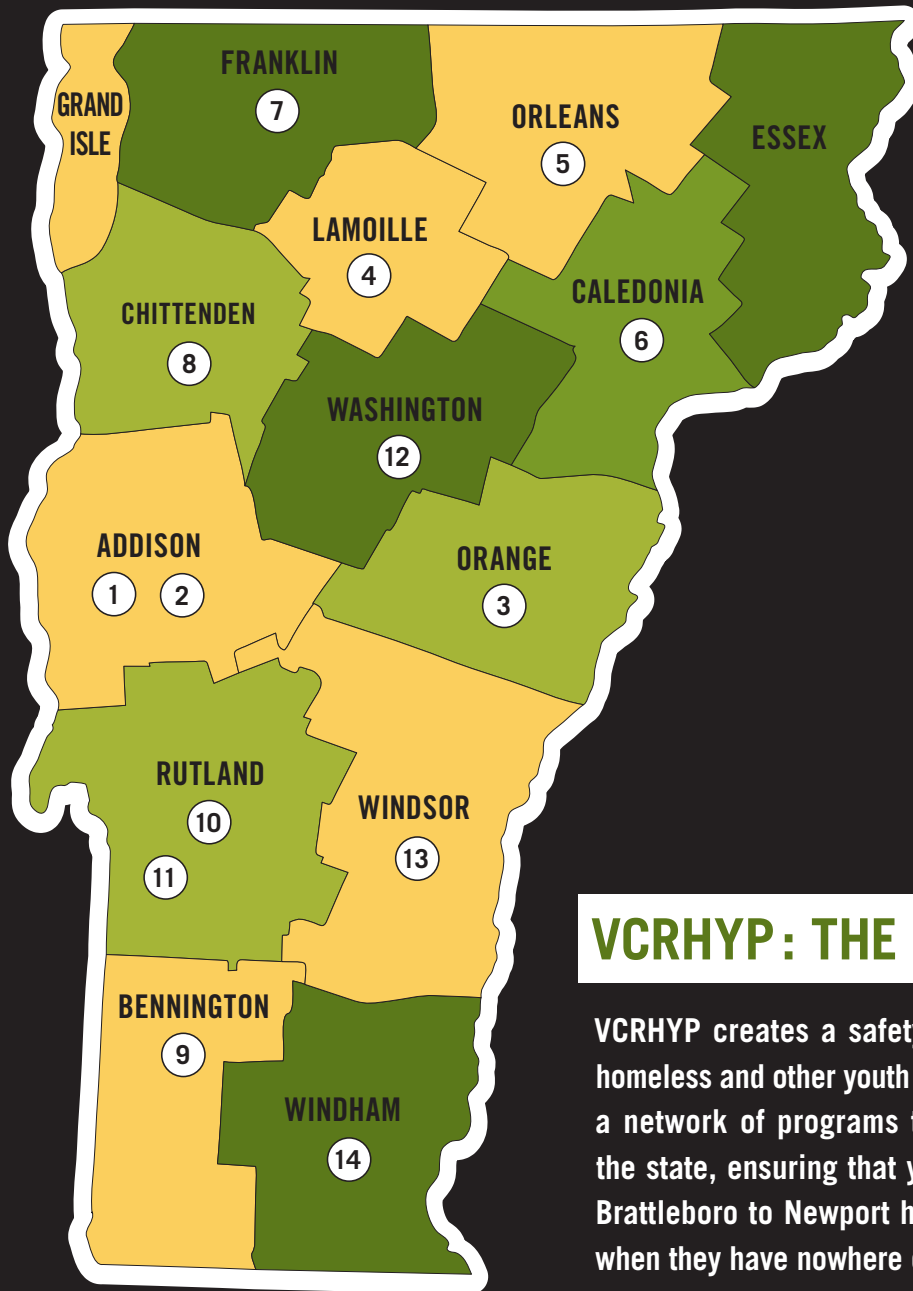 FRANKLIN
7
GRAND
ISLE
ORLEANS
5
ESSEX
LAMOILLE
4
CALEDONIA
6
CHITTENDEN
8
WASHINGTON
12
ADDISON
1 2
ORANGE
3
RUTLAND
10
11
WINDSOR
13
BENNINGTON
9
WINDHAM
14
VCRHYP: THE
VCRHYP creates a safety
homeless and other youth
a network of programs
the state, ensuring that
Brattleboro to Newport
when they have nowhere